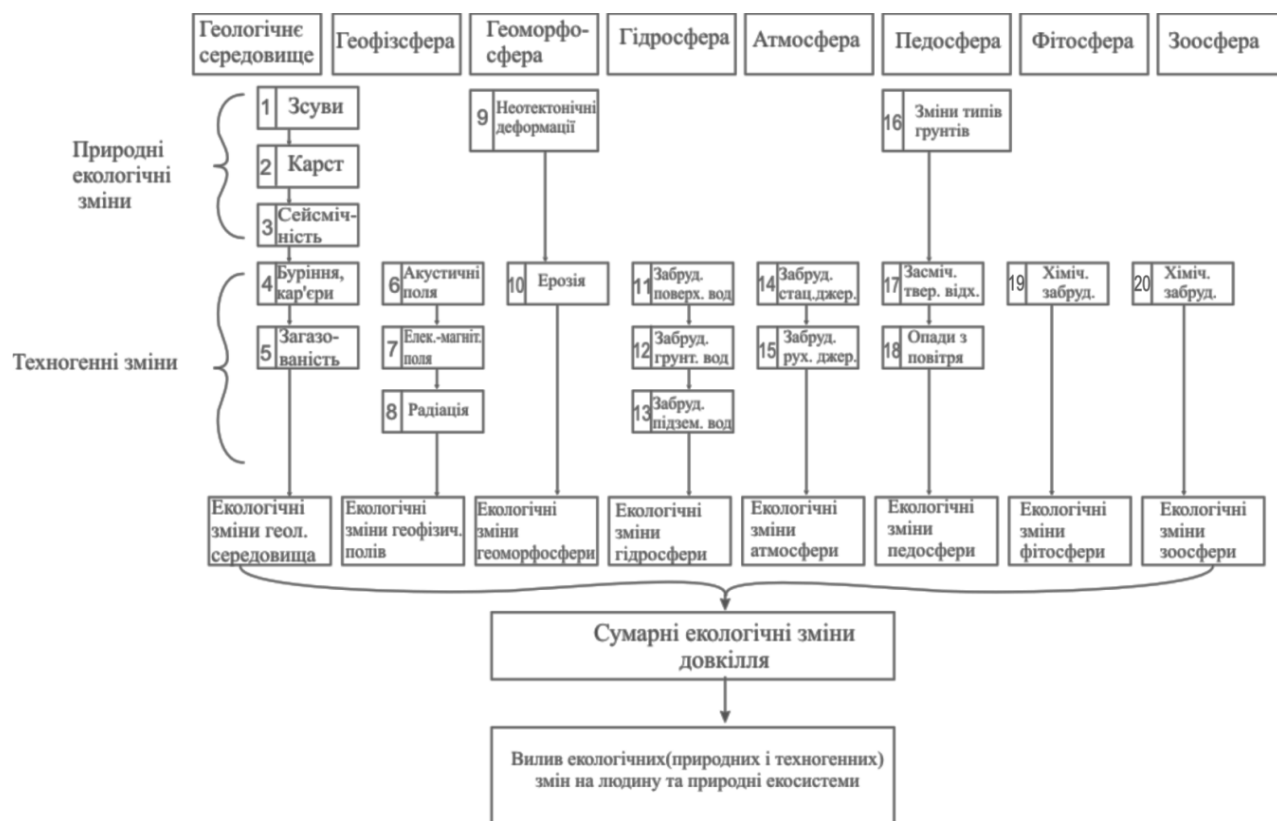 Геологічнє
середовище
Геофізсфера
Геоморфо-
сфера
Гідросфера
Атмосфера
Педосфера
Фітосфера
Зоосфера
Природні
екологічні
зміни
1 Зсуви
2 Карст
3 Сейсміч-
ність
9 Неотектонічні
деформації
16 Зміни типів
грунтів
Техногенні зміни
4 Буріння,
кар'єри
5 Загазо-
ваність
6 Акустичні
поля
7 Елек.-магніт.
поля
8 Радіація
10 Ерозія
11 Забруд.
поверх. вод
12 Забруд.
грунт. вод
13 Забруд.
підзем. вод
14 Забруд.
стац.джер.
15 Забруд.
рух. джер.
17 Засміч.
твер. відх.
18 Опади з
повітря
19 Хіміч.
забруд.
20 Хіміч.
забруд.
Екологічні
зміни геол.
середовища
Екологічні
зміни геофізич.
полів
Екологічні
зміни
геоморфосфери
Екологічні
зміни
гідросфери
Екологічні
зміни
атмосфери
Екологічні
зміни
педосфери
Екологічні
зміни
фітосфери
Екологічні
зміни
зоосфери
Сумарні екологічні зміни
довкілля
Вилив екологічних(природних і техногенних)
змін на людину та природні екосистеми